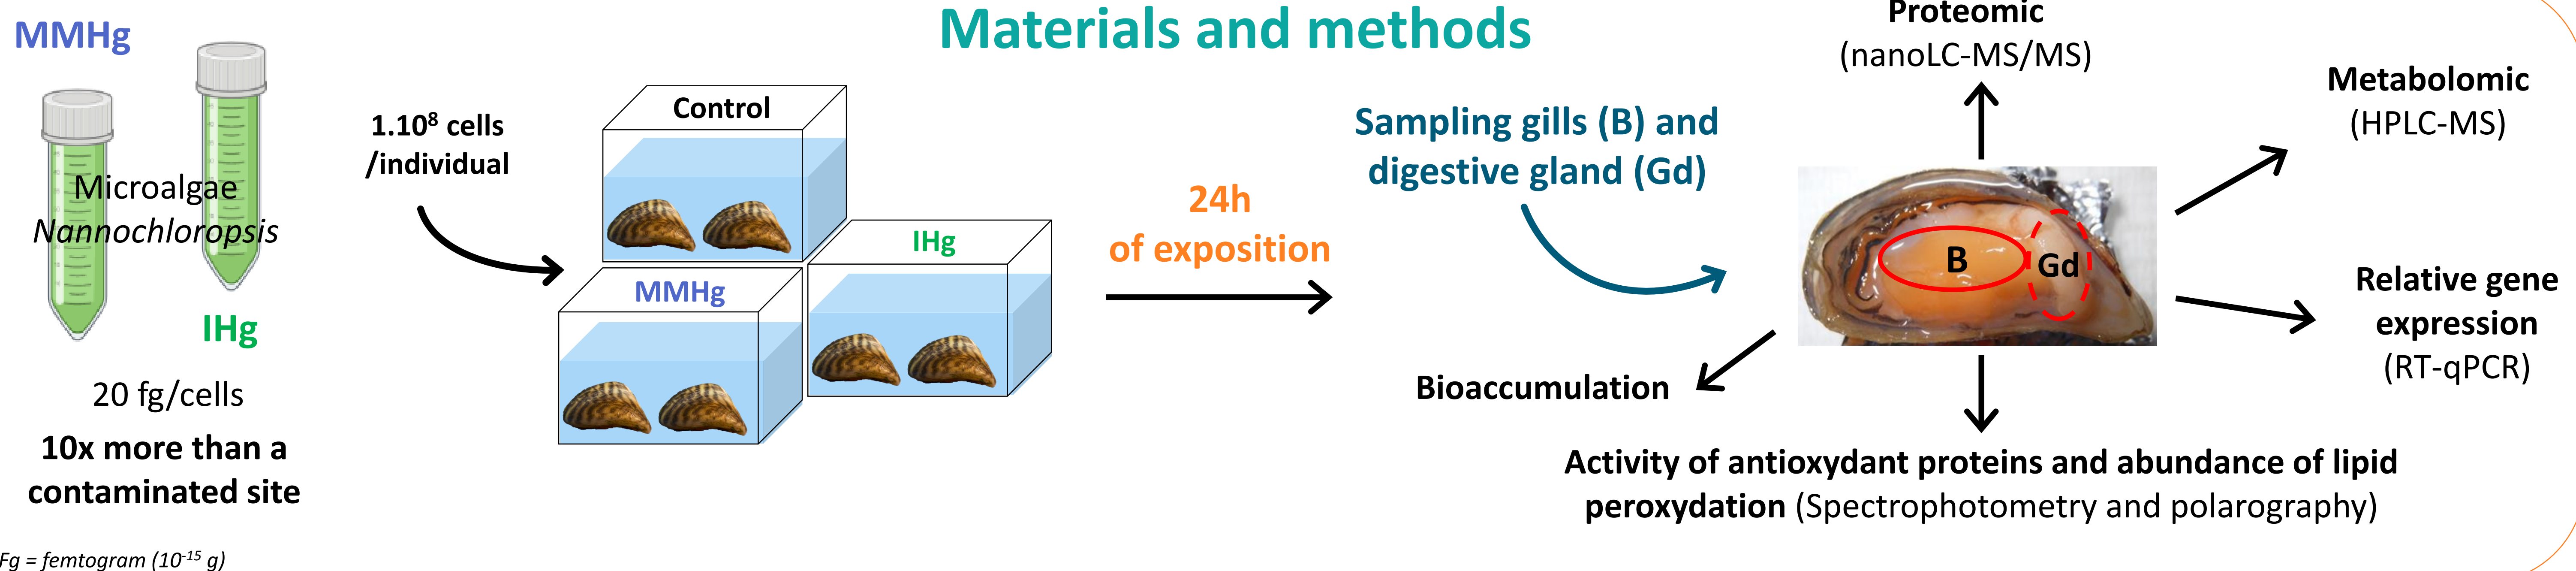 Materials and methods
MMHg
Microalgae
Nannochloropsis
IHg
20 fg/cells
10x more than a
contaminated site
Fg = femtogram (10⁻¹⁵ g)
1.10⁸ cells
/individual
Control
IHg
MMHg
24h
of exposition
Sampling gills (B) and
digestive gland (Gd)
B
Gd
Proteomic
(nanoLC-MS/MS)
Metabolomic
(HPLC-MS)
Relative gene
expression
(RT-qPCR)
Bioaccumulation
Activity of antioxydant proteins and abundance of lipid
peroxydation (Spectrophotometry and polarography)